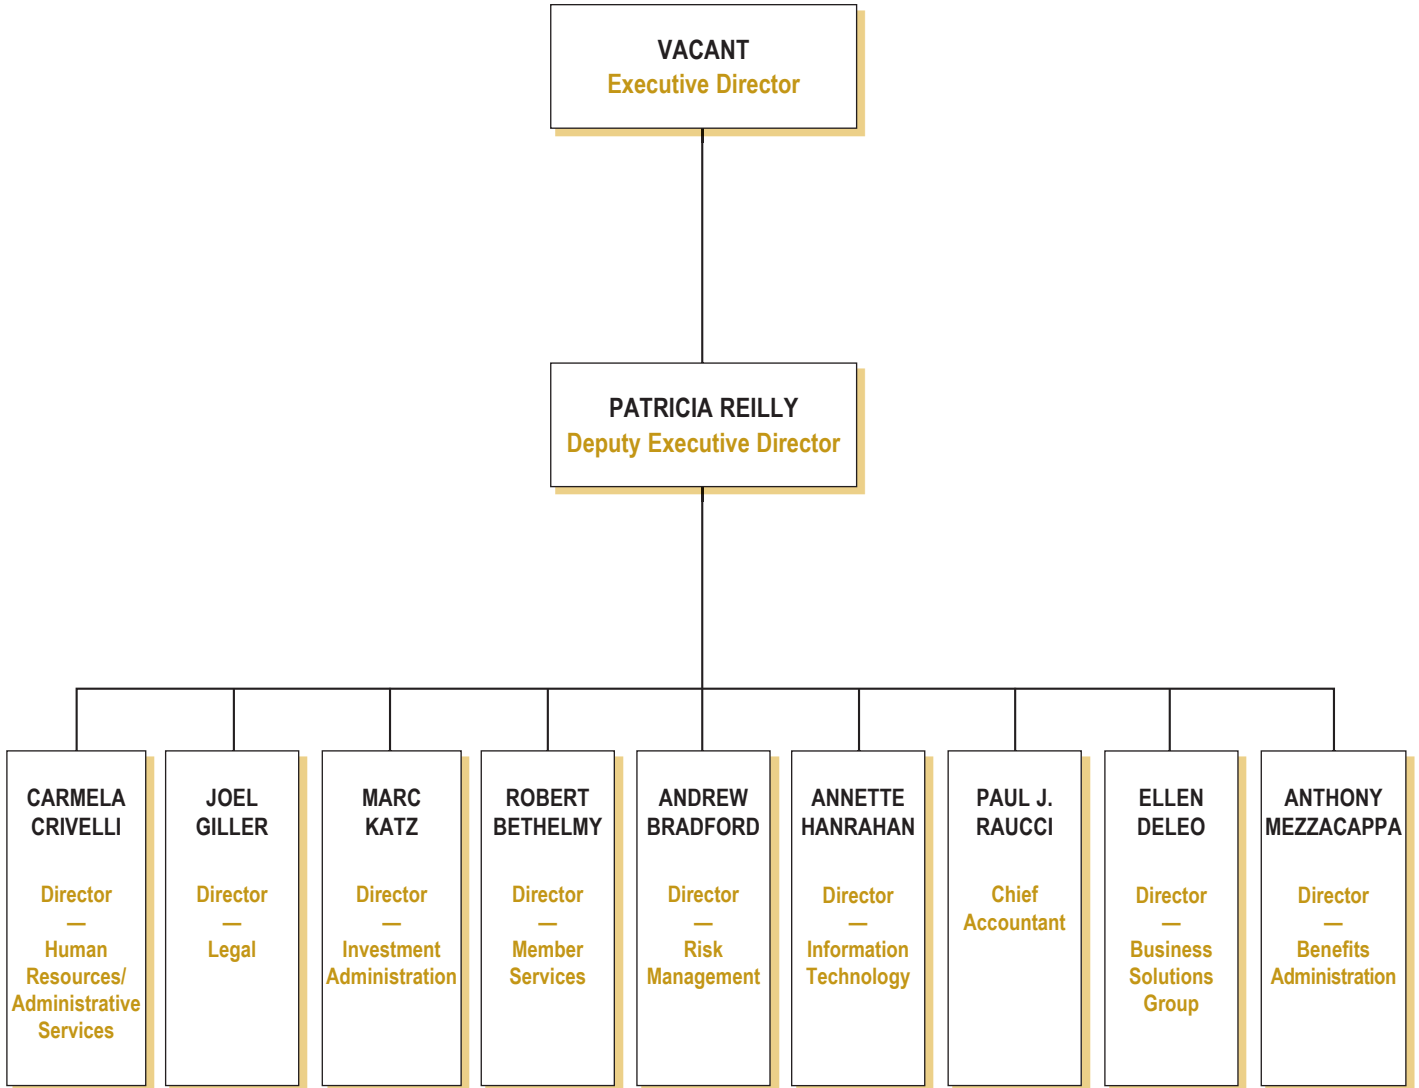 VACANT
Executive Director
PATRICIA REILLY
Deputy Executive Director
CARMELA
CRIVELLI
Director
—
Human
Resources/
Administrative
Services
JOEL
GILLER
Director
—
Legal
MARC
KATZ
Director
—
Investment
Administration
ROBERT
BETHELMY
Director
—
Member
Services
ANDREW
BRADFORD
Director
—
Risk
Management
ANNETTE
HANRAHAN
Director
—
Information
Technology
PAUL J.
RAUCCI
Chief
Accountant
ELLEN
DELEO
Director
—
Business
Solutions
Group
ANTHONY
MEZZACAPPA
Director
—
Benefits
Administration